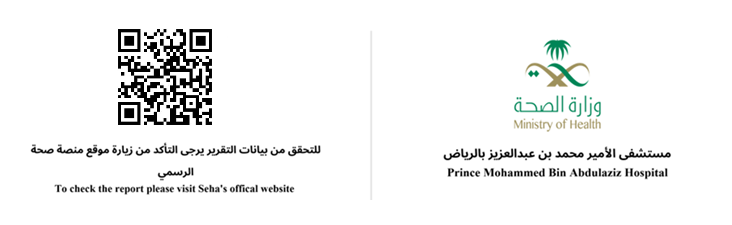 للتحقق من بيانات التقرير يرجى التأكد من زيارة موقع منصة صحة
الرسمي
To check the report please visit Seha's offical website
وزارة الصحة
Ministry of Health
مستشفى الأمير محمد بن عبدالعزيز بالرياض
Prince Mohammed Bin Abdulaziz Hospital